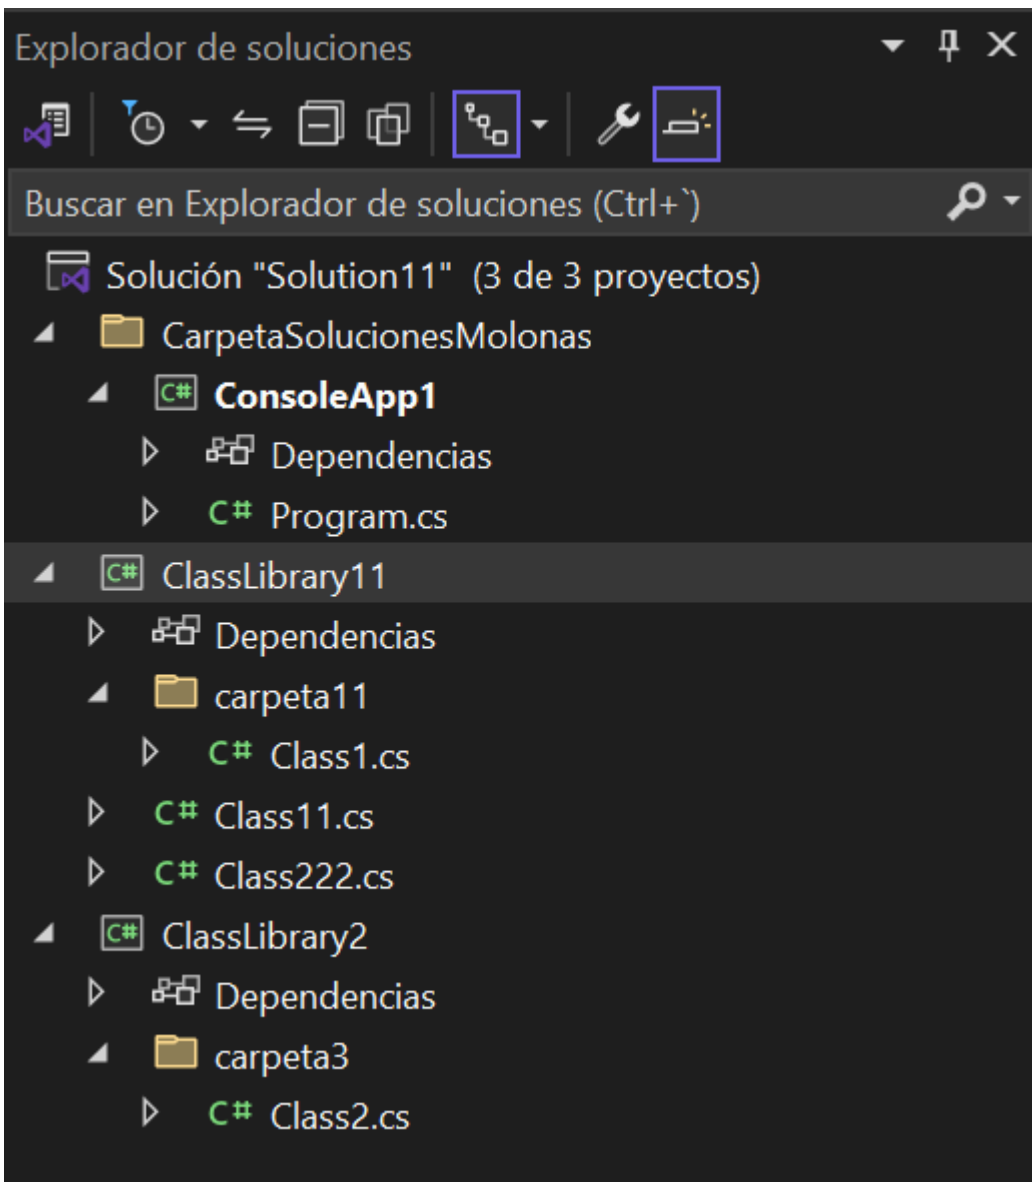 Explorador de soluciones
Buscar en Explorador de soluciones (Ctrl+`)
Solución "Solution11" (3 de 3 proyectos)
CarpetaSolucionesMolonas
C# ConsoleApp1
Dependencias
C# Program.cs
C# ClassLibrary11
Dependencias
carpeta11
C# Class1.cs
C# Class11.cs
C# Class222.cs
C# ClassLibrary2
Dependencias
carpeta3
C# Class2.cs